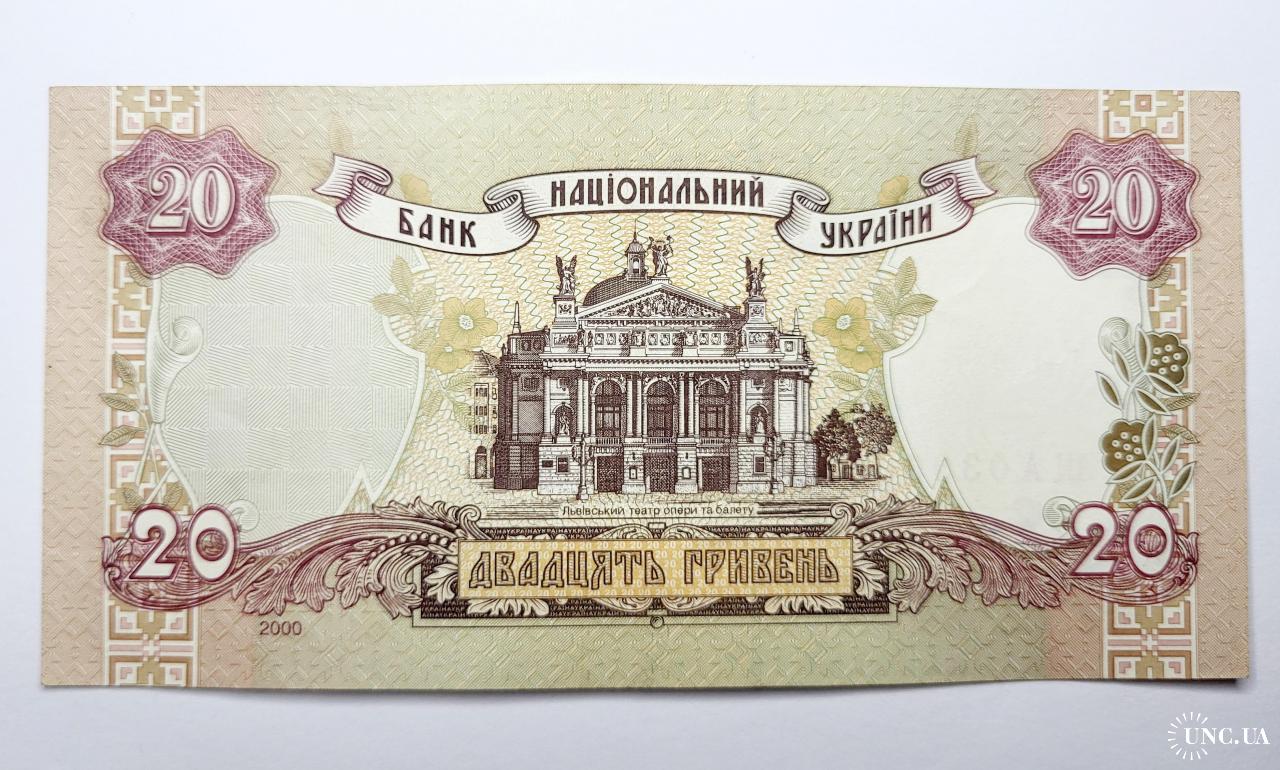 НАЦІОНАЛЬНИЙ
БАНК УКРАЇНИ
20 20
Львівський театр опери та балету
ДВАДЦЯТЬ ГРИВЕНЬ
20 20
2000
UNC.UA